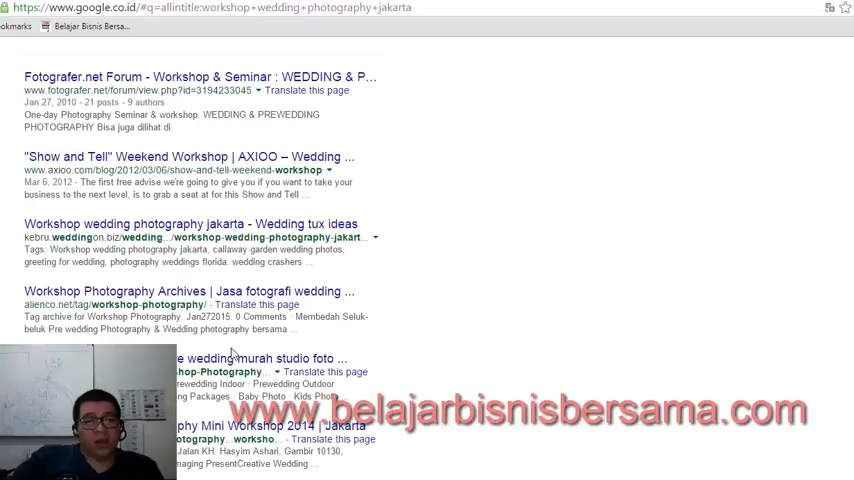 https://www.google.co.id/#q=allintitle:workshop+wedding+photography+jakarta
okmarks
Belajar Bisnis Bersa...
Fotografer.net Forum - Workshop & Seminar : WEDDING & P...
www.fotografer.net/forum/view.php?id=3194233045
Translate this page
Jan 27, 2010 - 21 posts - 9 authors
One-day Photography Seminar & workshop. WEDDING & PREWEDDING
PHOTOGRAPHY Bisa juga dilihat di:
"Show and Tell" Weekend Workshop | AXIOO – Wedding ...
www.axioo.com/blog/2012/03/06/show-and-tell-weekend-workshop
Mar 6, 2012 - The first free advise we're going to give you if you want to take your
business to the next level, is to grab a seat at for this Show and Tell ...
Workshop wedding photography jakarta - Wedding tux ideas
kebru.weddingon.biz/wedding.../workshop-wedding-photography-jakart...
Tags: Workshop wedding photography jakarta, callaway garden wedding photos,
greeting for wedding, photography weddings florida. wedding crashers ...
Workshop Photography Archives | Jasa fotografi wedding ...
alienco.net/tag/workshop-photography/ - Translate this page
Tag archive for Workshop Photography. Jan272015. 0 Comments · Membedah Seluk-
beluk Pre wedding Photography & Wedding photography bersama ...
e wedding murah studio foto ...
shop-Photography...
Translate this page
rewedding Indoor · Prewedding Outdoor
ng Packages · Baby Photo · Kids Photo
www.belajarbisnisbersama.com
phy Mini Workshop 2014 | Jakarta
otography...worksho... - Translate this page
Jalan KH. Hasyim Ashari, Gambir 10130,
maging PresentCreative Wedding ...